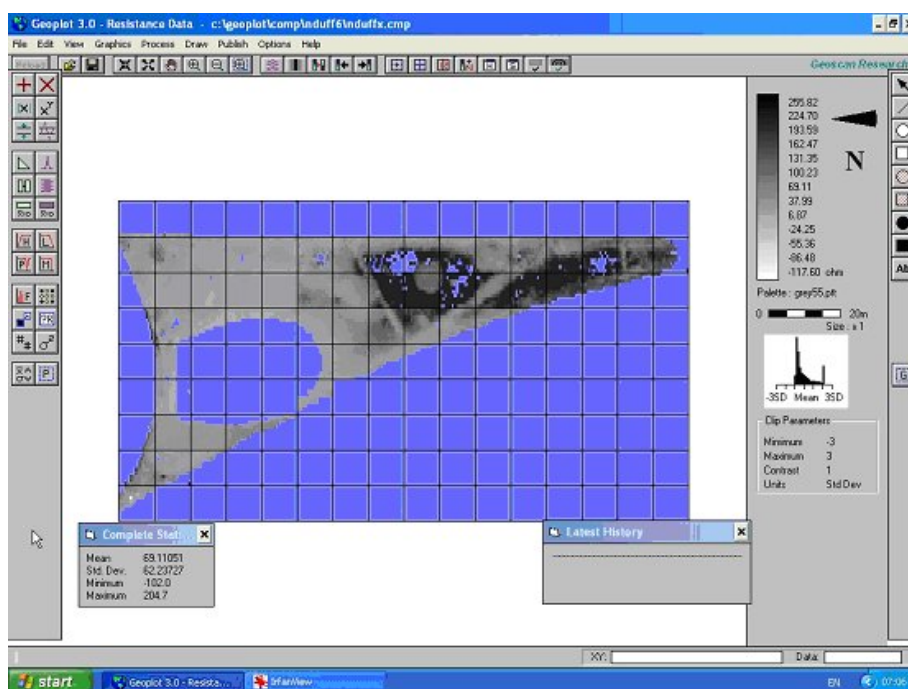 Geoplot 3.0 - Resistance Data - c:\geoplot\comp\nduff6\nduffx.cmp
File Edit View Graphics Process Draw Publish Options Help
Geoscan Research
255.82
224.70
193.59
162.47
131.35
100.23
69.11
37.99
6.87
-24.25
-55.36
-86.48
-117.60 ohm
N
Palette : grey55.plt
0 20m
Size : x 1
-3SD Mean 3SD
Clip Parameters
Minimum -3
Maximum 3
Contrast 1
Units Std Dev
Complete Stat
Mean 69.11051
Std. Dev. 62.23727
Minimum -102.0
Maximum 204.7
Latest History
XY:
Data:
start
Geoplot 3.0 - Resista...
IrfanView
EN
07:06